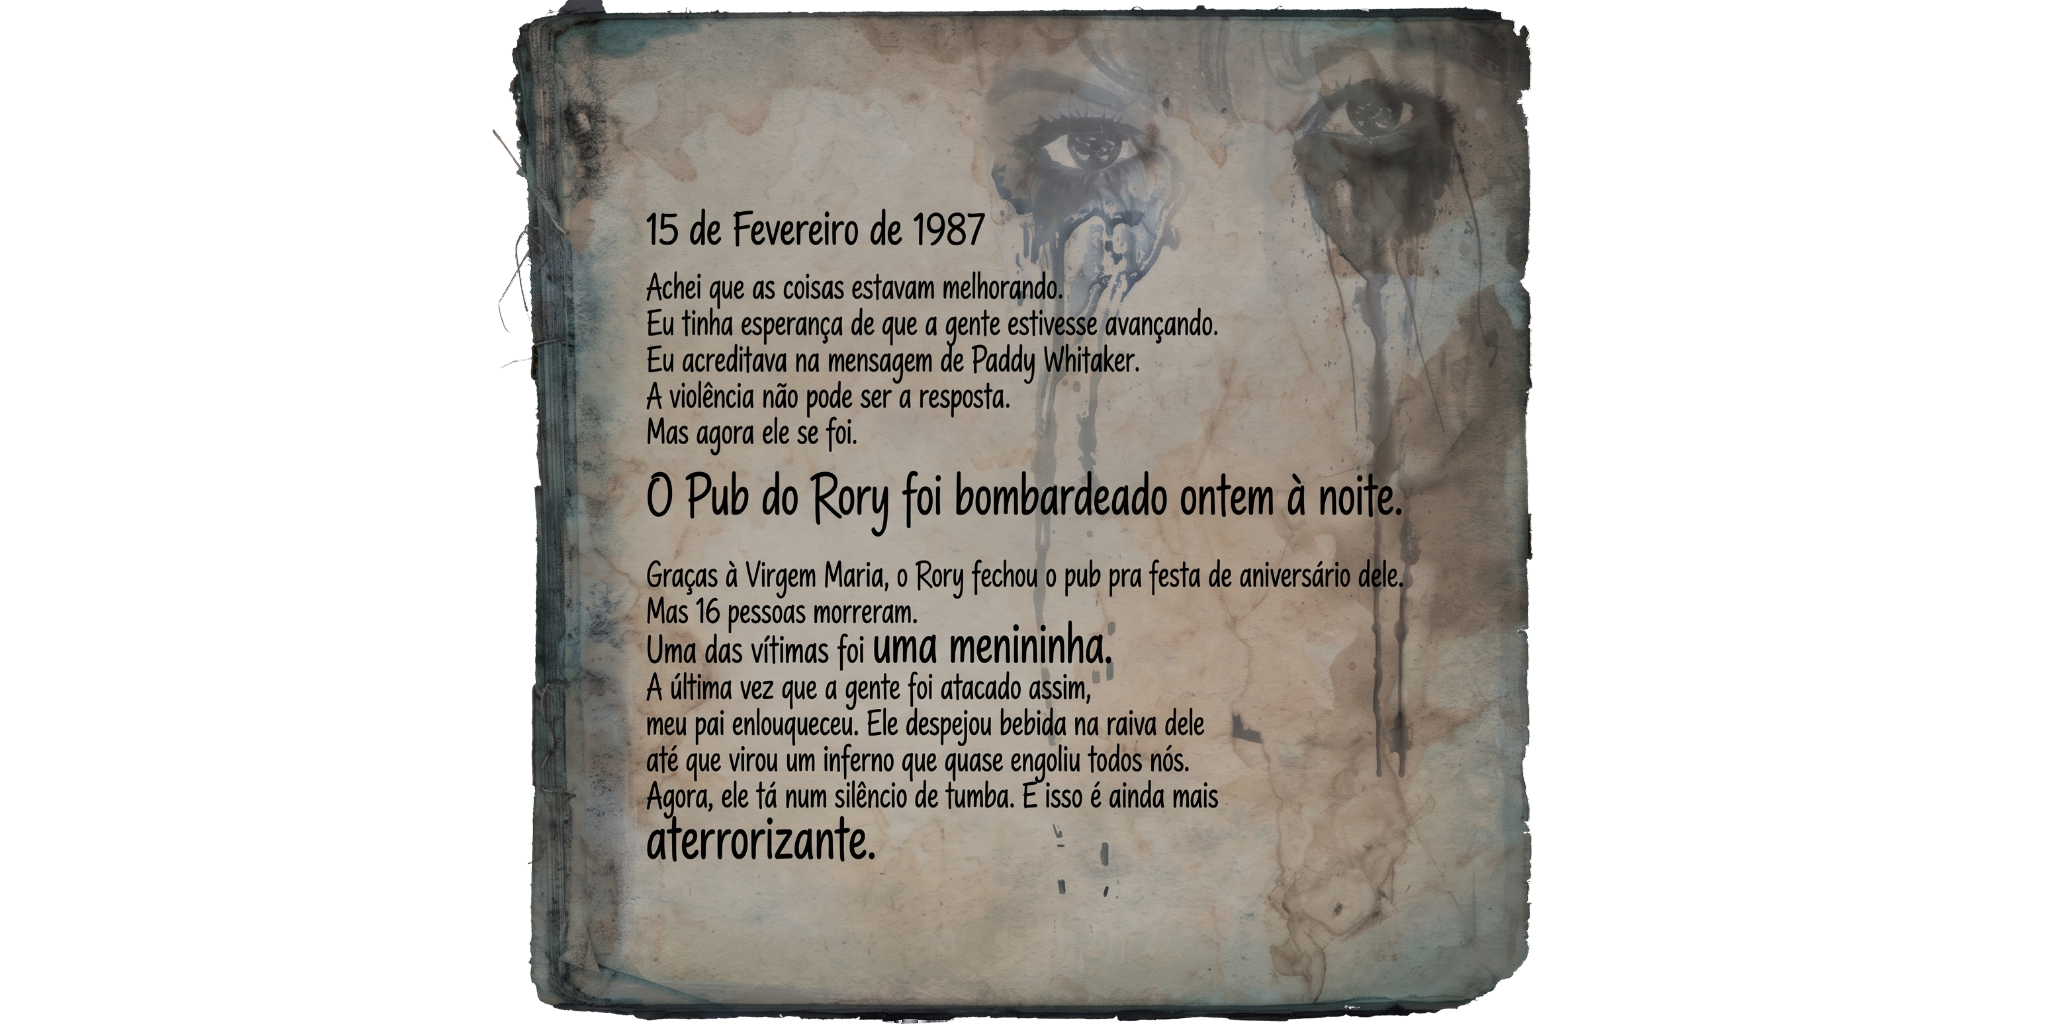 15 de Fevereiro de 1987
Achei que as coisas estavam melhorando.
Eu tinha esperança de que a gente estivesse avançando.
Eu acreditava na mensagem de Paddy Whitaker.
A violência não pode ser a resposta.
Mas agora ele se foi.
O Pub do Rory foi bombardeado ontem à noite.
Graças à Virgem Maria, o Rory fechou o pub pra festa de aniversário dele.
Mas 16 pessoas morreram.
Uma das vítimas foi uma menininha.
A última vez que a gente foi atacado assim,
meu pai enlouqueceu. Ele despejou bebida na raiva dele
até que virou um inferno que quase engoliu todos nós.
Agora, ele tá num silêncio de tumba. E isso é ainda mais
aterrorizante.